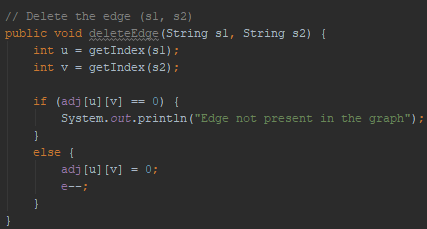 // Delete the edge (s1, s2)
public void deleteEdge(String s1, String s2) {
    int u = getIndex(s1);
    int v = getIndex(s2);

    if (adj[u][v] == 0) {
        System.out.println("Edge not present in the graph");
    }
    else {
        adj[u][v] = 0;
        e--;
    }
}